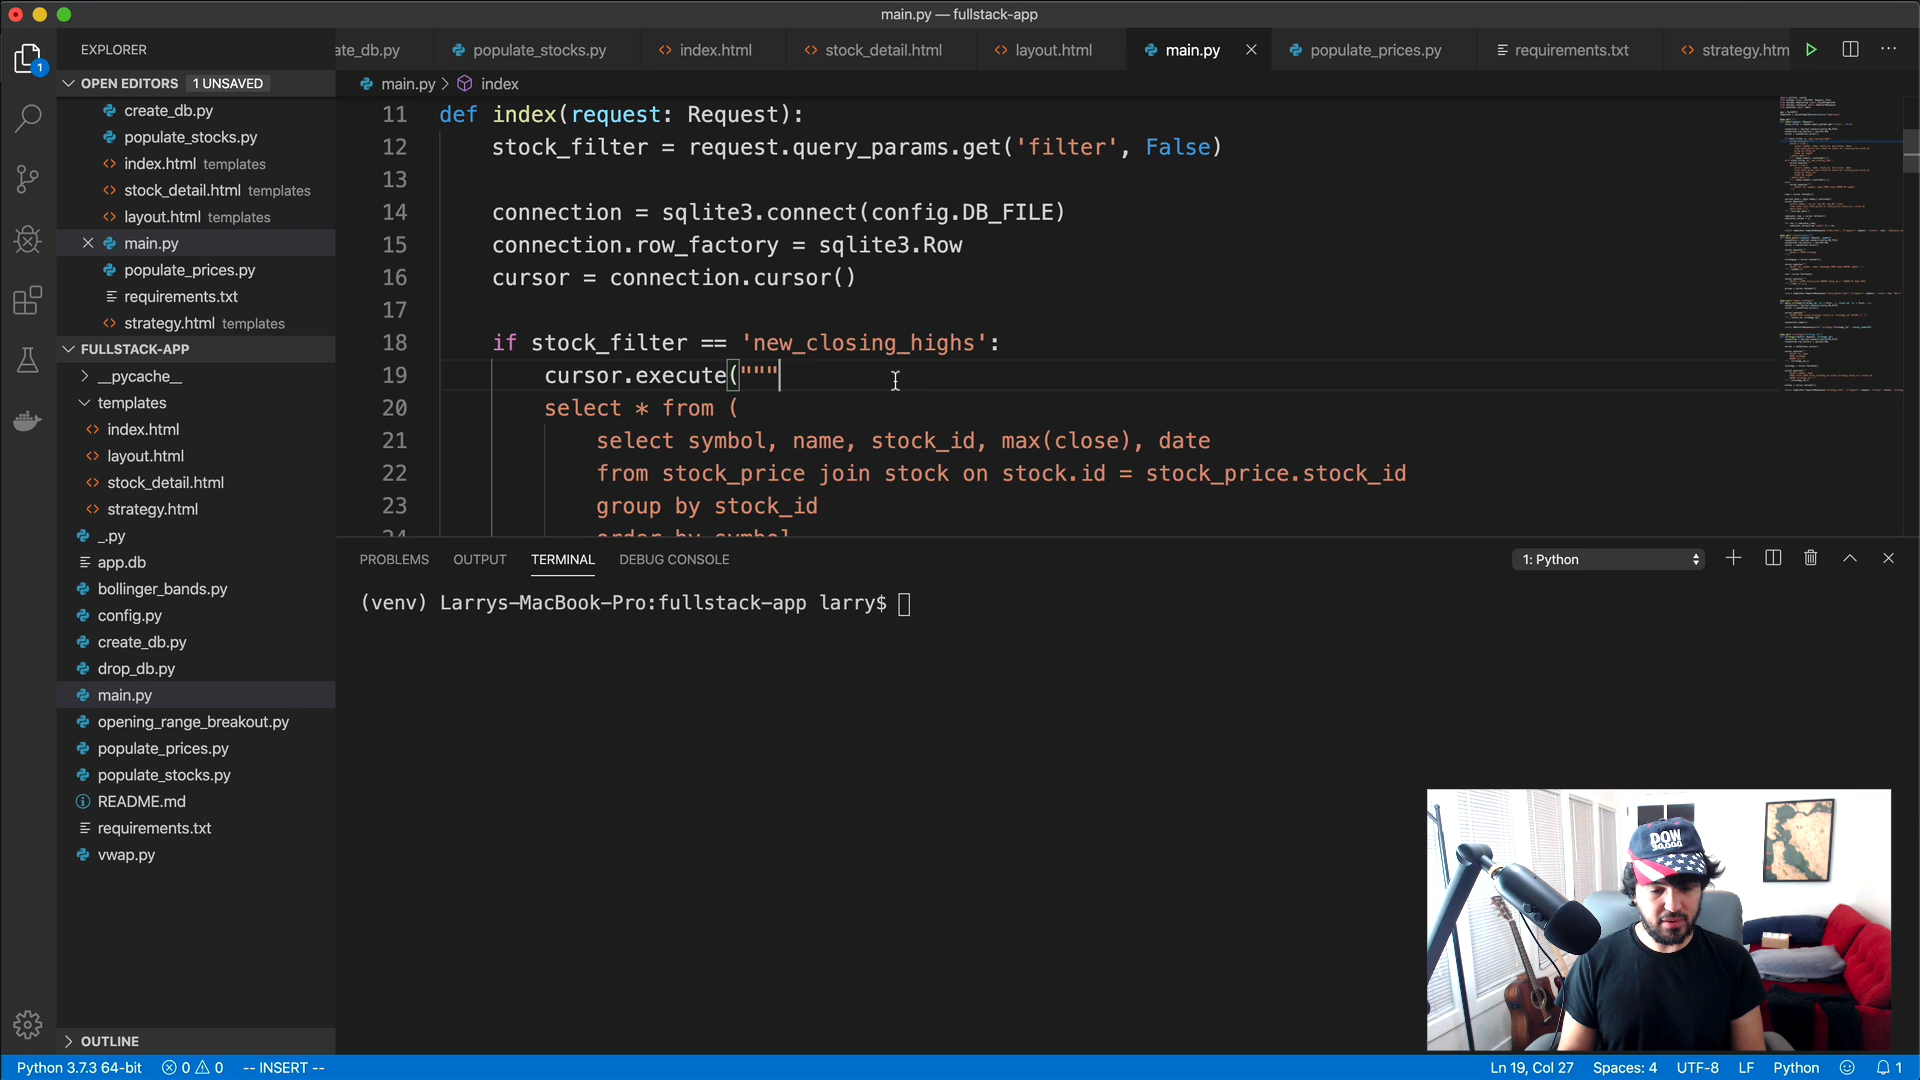 main.py — fullstack-app
EXPLORER
ate_db.py
populate_stocks.py
index.html
stock_detail.html
layout.html
main.py
populate_prices.py
requirements.txt
strategy.htm
1
OPEN EDITORS 1 UNSAVED
main.py > index
create_db.py
populate_stocks.py
index.html templates
stock_detail.html templates
layout.html templates
main.py
populate_prices.py
requirements.txt
strategy.html templates
FULLSTACK-APP
__pycache__
templates
index.html
layout.html
stock_detail.html
strategy.html
_.py
app.db
bollinger_bands.py
config.py
create_db.py
drop_db.py
main.py
opening_range_breakout.py
populate_prices.py
populate_stocks.py
README.md
requirements.txt
vwap.py
OUTLINE
11 def index(request: Request):
12 stock_filter = request.query_params.get('filter', False)
13
14 connection = sqlite3.connect(config.DB_FILE)
15 connection.row_factory = sqlite3.Row
16 cursor = connection.cursor()
17
18 if stock_filter == 'new_closing_highs':
19 cursor.execute("""
20 select * from (
21 select symbol, name, stock_id, max(close), date
22 from stock_price join stock on stock.id = stock_price.stock_id
23 group by stock_id
24 order by symbol
PROBLEMS OUTPUT TERMINAL DEBUG CONSOLE
1: Python
(venv) Larrys-MacBook-Pro:fullstack-app larry$
DOW
30,000
Python 3.7.3 64-bit 0 0 -- INSERT --
Ln 19, Col 27 Spaces: 4 UTF-8 LF Python 1